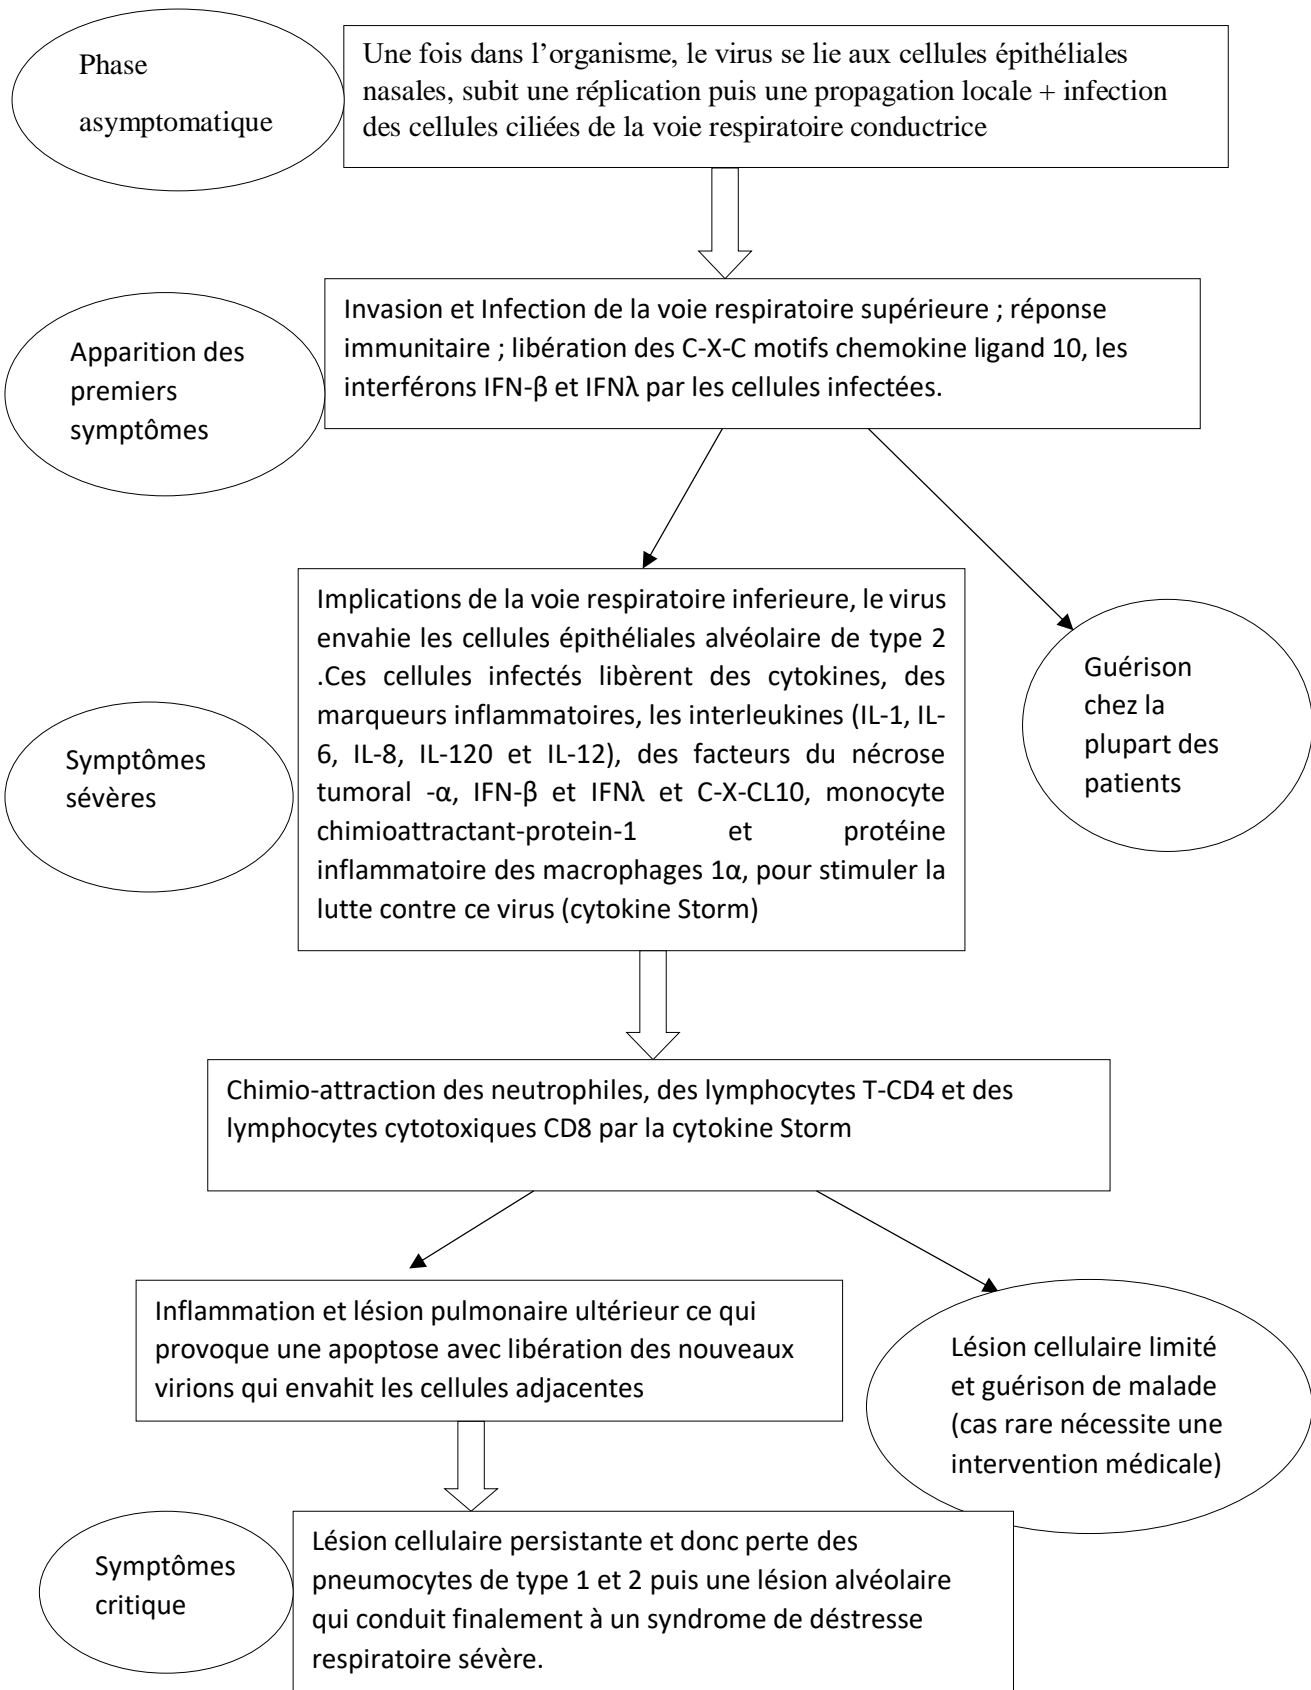 Phase
asymptomatique
Une fois dans l’organisme, le virus se lie aux cellules épithéliales
nasales, subit une réplication puis une propagation locale + infection
des cellules ciliées de la voie respiratoire conductrice
Apparition des
premiers
symptômes
Invasion et Infection de la voie respiratoire supérieure ; réponse
immunitaire ; libération des C-X-C motifs chemokine ligand 10, les
interférons IFN-β et IFNλ par les cellules infectées.
Symptômes
sévères
Implications de la voie respiratoire inferieure, le virus
envahie les cellules épithéliales alvéolaire de type 2
.Ces cellules infectés libèrent des cytokines, des
marqueurs inflammatoires, les interleukines (IL-1, IL-
6, IL-8, IL-120 et IL-12), des facteurs du nécrose
tumoral -α, IFN-β et IFNλ et C-X-CL10, monocyte
chimioattractant-protein-1 et protéine
inflammatoire des macrophages 1α, pour stimuler la
lutte contre ce virus (cytokine Storm)
Guérison
chez la
plupart des
patients
Chimio-attraction des neutrophiles, des lymphocytes T-CD4 et des
lymphocytes cytotoxiques CD8 par la cytokine Storm
Inflammation et lésion pulmonaire ultérieur ce qui
provoque une apoptose avec libération des nouveaux
virions qui envahit les cellules adjacentes
Lésion cellulaire limité
et guérison de malade
(cas rare nécessite une
intervention médicale)
Symptômes
critique
Lésion cellulaire persistante et donc perte des
pneumocytes de type 1 et 2 puis une lésion alvéolaire
qui conduit finalement à un syndrome de déstresse
respiratoire sévère.